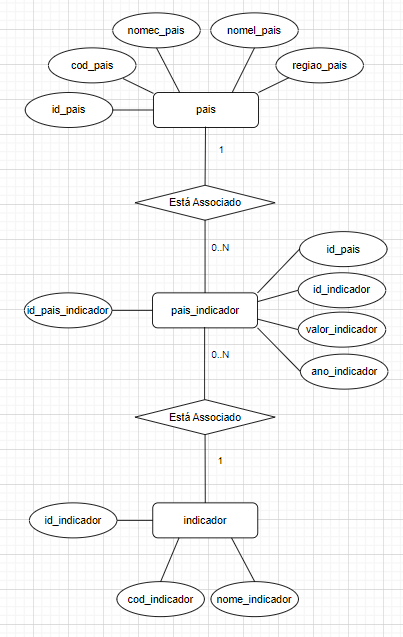 nomec_pais
nomel_pais
cod_pais
regiao_pais
id_pais
pais
1
Está Associado
0..N
id_pais
id_indicador
id_pais_indicador
pais_indicador
valor_indicador
0..N
ano_indicador
Está Associado
1
id_indicador
indicador
cod_indicador
nome_indicador